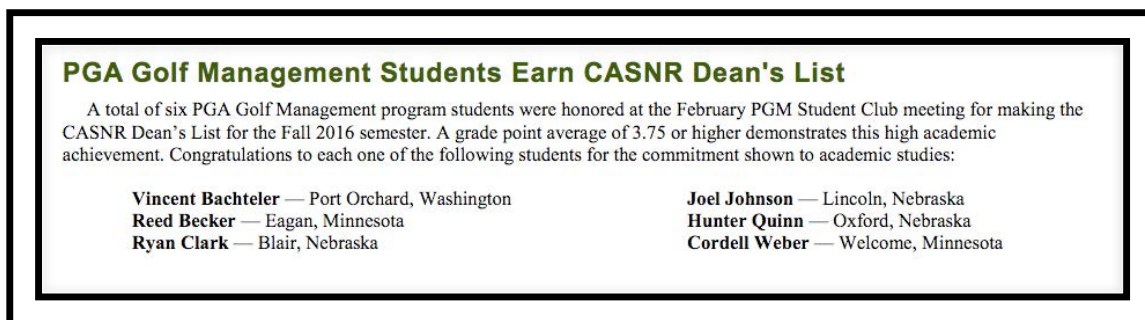 PGA Golf Management Students Earn CASNR Dean's List
A total of six PGA Golf Management program students were honored at the February PGM Student Club meeting for making the
CASNR Dean’s List for the Fall 2016 semester. A grade point average of 3.75 or higher demonstrates this high academic
achievement. Congratulations to each one of the following students for the commitment shown to academic studies:
Vincent Bachteler — Port Orchard, Washington
Reed Becker — Eagan, Minnesota
Ryan Clark — Blair, Nebraska
Joel Johnson — Lincoln, Nebraska
Hunter Quinn — Oxford, Nebraska
Cordell Weber — Welcome, Minnesota